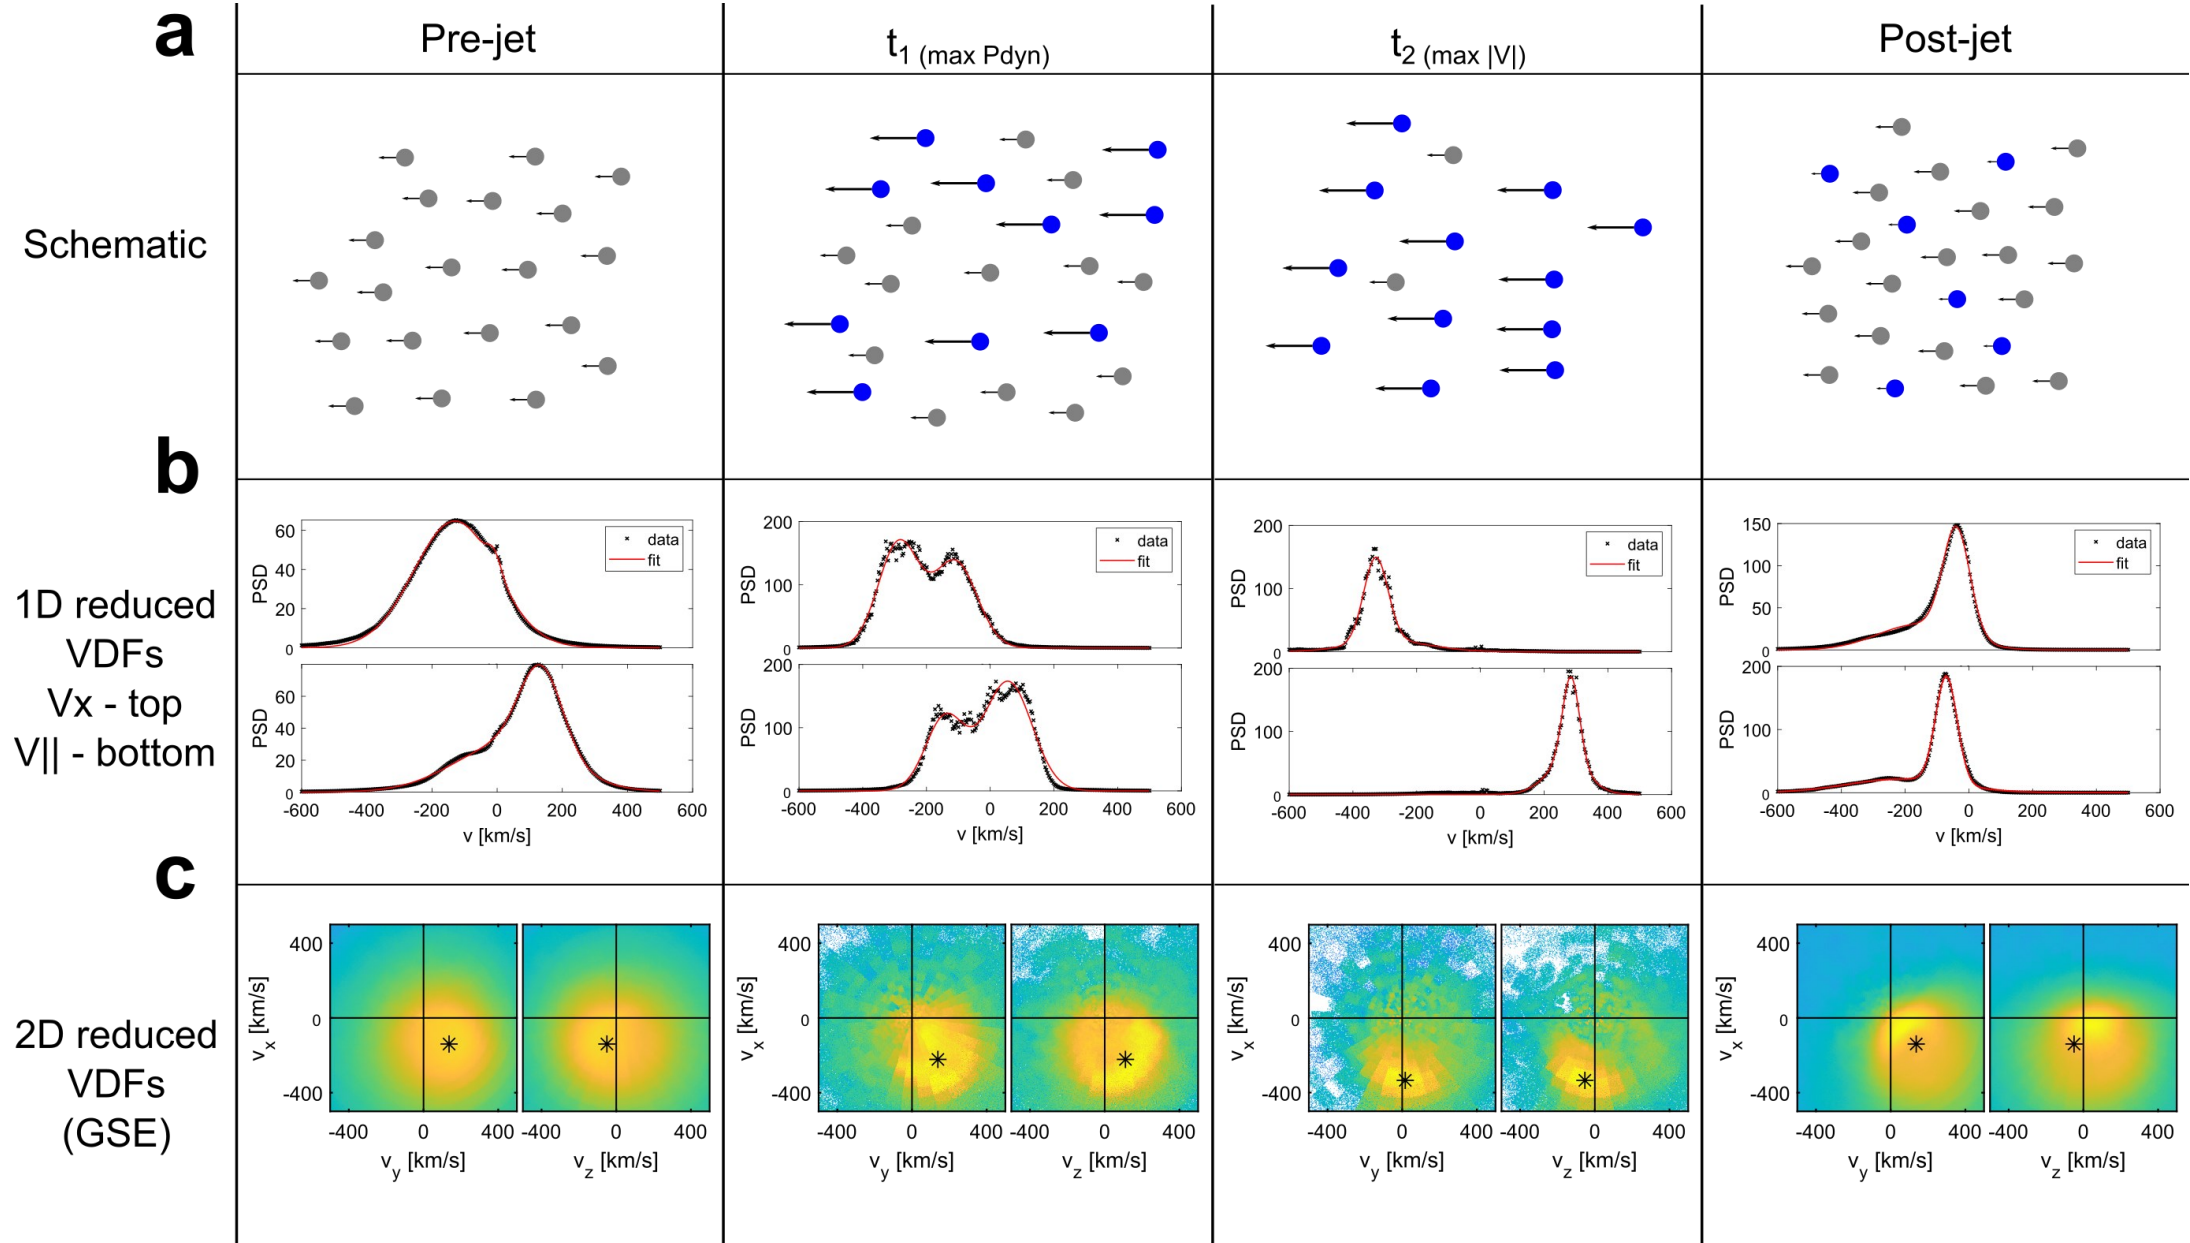 a
Pre-jet
t1 (max Pdyn)
t2 (max |V|)
Post-jet
Schematic
b
1D reduced
VDFs
Vx - top
V|| - bottom
60
40
20
0
PSD
data
fit
60
40
20
0
PSD
-600 -400 -200 0 200 400 600
v [km/s]
200
100
0
PSD
data
fit
200
100
0
PSD
-600 -400 -200 0 200 400 600
v [km/s]
200
100
0
PSD
data
fit
200
100
0
PSD
-600 -400 -200 0 200 400 600
v [km/s]
150
100
50
0
PSD
data
fit
200
100
0
PSD
-600 -400 -200 0 200 400 600
v [km/s]
c
2D reduced
VDFs
(GSE)
400
0
-400
vx [km/s]
-400 0 400 -400 0 400
vy [km/s] vz [km/s]
400
0
-400
vx [km/s]
-400 0 400 -400 0 400
vy [km/s] vz [km/s]
400
0
-400
vx [km/s]
-400 0 400 -400 0 400
vy [km/s] vz [km/s]
400
0
-400
vx [km/s]
-400 0 400 -400 0 400
vy [km/s] vz [km/s]